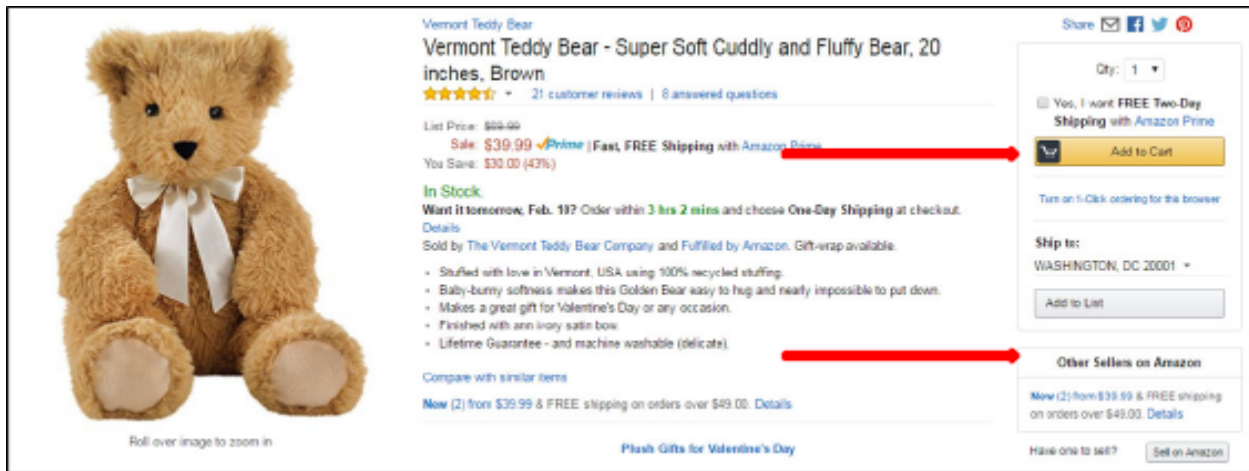 Vermont Teddy Bear
Vermont Teddy Bear - Super Soft Cuddly and Fluffy Bear, 20
inches, Brown
21 customer reviews | 8 answered questions
List Price: $69.99
Sale: $39.99 Prime | Fast, FREE Shipping with Amazon Prime
You Save: $30.00 (43%)
In Stock.
Want it tomorrow, Feb. 10? Order within 3 hrs 2 mins and choose One-Day Shipping at checkout.
Details
Sold by The Vermont Teddy Bear Company and Fulfilled by Amazon. Gift-wrap available.
Stuffed with love in Vermont, USA using 100% recycled stuffing.
Baby-bunny softness makes this Golden Bear easy to hug and nearly impossible to put down.
Makes a great gift for Valentine's Day or any occasion.
Finished with ann ivory satin bow.
Lifetime Guarantee - and machine washable (delicate).
Compare with similar items
New (2) from $39.99 & FREE shipping on orders over $49.00. Details
Roll over image to zoom in
Plush Gifts for Valentine's Day
Share
Qty: 1
Yes, I want FREE Two-Day
Shipping with Amazon Prime
Add to Cart
Turn on 1-Click ordering for this browser
Ship to:
WASHINGTON, DC 20001
Add to List
Other Sellers on Amazon
New (2) from $39.99 & FREE shipping
on orders over $49.00. Details
Have one to sell?
Sell on Amazon